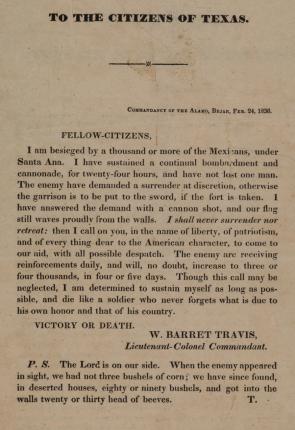 TO THE CITIZENS OF TEXAS.
COMMANDANCY OF THE ALAMO, BEJAR, FEB. 24, 1836.
FELLOW-CITIZENS,
I am besieged by a thousand or more of the Mexicans, under
Santa Ana. I have sustained a continual bombardment and
cannonade, for twenty-four hours, and have not lost one man.
The enemy have demanded a surrender at discretion, otherwise
the garrison is to be put to the sword, if the fort is taken. I
have answered the demand with a cannon shot, and our flag
still waves proudly from the walls. I shall never surrender nor
retreat: then I call on you, in the name of liberty, of patriotism,
and of every thing dear to the American character, to come to
our aid, with all possible despatch. The enemy are receiving
reinforcements daily, and will, no doubt, increase to three or
four thousands, in four or five days. Though this call may be
neglected, I am determined to sustain myself as long as pos-
sible, and die like a soldier who never forgets what is due to
his own honor and that of his country.
VICTORY OR DEATH.
W. BARRET TRAVIS,
Lieutenant-Colonel Commandant.
P. S. The Lord is on our side. When the enemy appeared
in sight, we had not three bushels of corn; we have since found,
in deserted houses, eighty or ninety bushels, and got into the
walls twenty or thirty head of beeves. T.